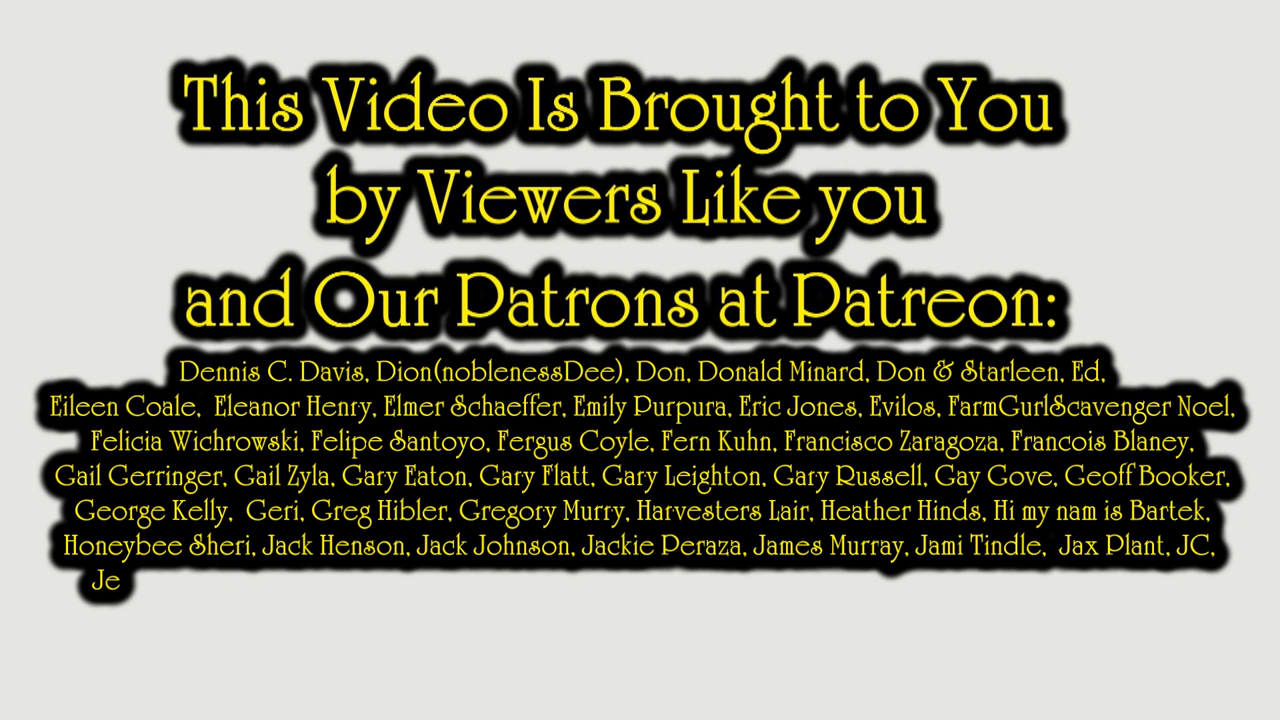 This Video Is Brought to You
by Viewers Like you
and Our Patrons at Patreon:
Dennis C. Davis, Dion(noblenessDee), Don, Donald Minard, Don & Starleen, Ed,
Eileen Coale,  Eleanor Henry, Elmer Schaeffer, Emily Purpura, Eric Jones, Evilos, FarmGurlScavenger Noel,
Felicia Wichrowski, Felipe Santoyo, Fergus Coyle, Fern Kuhn, Francisco Zaragoza, Francois Blaney,
Gail Gerringer, Gail Zyla, Gary Eaton, Gary Flatt, Gary Leighton, Gary Russell, Gay Gove, Geoff Booker,
George Kelly,  Geri, Greg Hibler, Gregory Murry, Harvesters Lair, Heather Hinds, Hi my nam is Bartek,
Honeybee Sheri, Jack Henson, Jack Johnson, Jackie Peraza, James Murray, Jami Tindle,  Jax Plant, JC,
Je